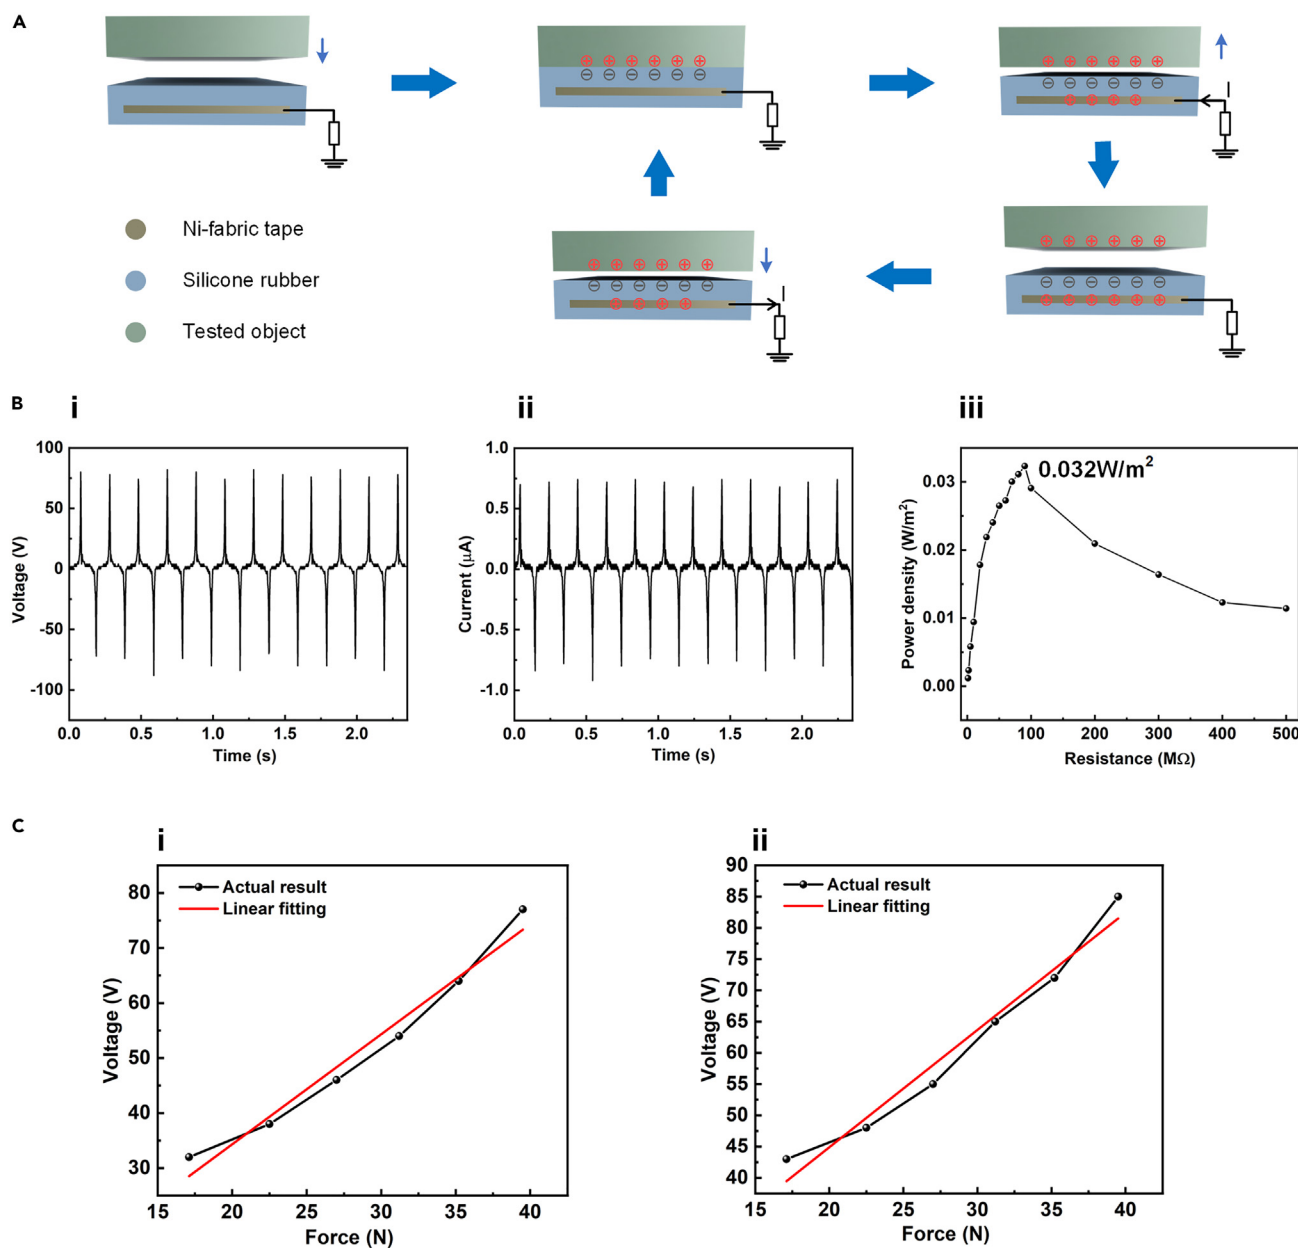 A
I
I
Ni-fabric tape
Silicone rubber
Tested object
B
i
100
50
0
-50
-100
Voltage (V)
0.0 0.5 1.0 1.5 2.0
Time (s)
ii
1.0
0.5
0.0
-0.5
-1.0
Current (μA)
0.0 0.5 1.0 1.5 2.0
Time (s)
iii
0.032W/m²
0.03
0.02
0.01
0.00
Power density (W/m²)
0 100 200 300 400 500
Resistance (MΩ)
C
i
Actual result
Linear fitting
80
70
60
50
40
30
Voltage (V)
15 20 25 30 35 40
Force (N)
ii
Actual result
Linear fitting
90
85
80
75
70
65
60
55
50
45
40
Voltage (V)
15 20 25 30 35 40
Force (N)